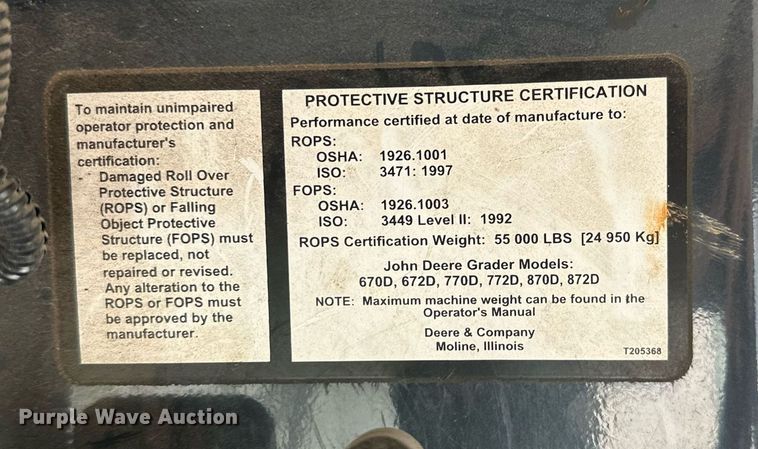 To maintain unimpaired
operator protection and
manufacturer's
certification:
- Damaged Roll Over
Protective Structure
(ROPS) or Falling
Object Protective
Structure (FOPS) must
be replaced, not
repaired or revised.
- Any alteration to the
ROPS or FOPS must
be approved by the
manufacturer.
PROTECTIVE STRUCTURE CERTIFICATION
Performance certified at date of manufacture to:
ROPS:
OSHA: 1926.1001
ISO: 3471: 1997
FOPS:
OSHA: 1926.1003
ISO: 3449 Level II: 1992
ROPS Certification Weight: 55 000 LBS [24 950 Kg]
John Deere Grader Models:
670D, 672D, 770D, 772D, 870D, 872D
NOTE: Maximum machine weight can be found in the
Operator's Manual
Deere & Company
Moline, Illinois
T205368
Purple Wave Auction